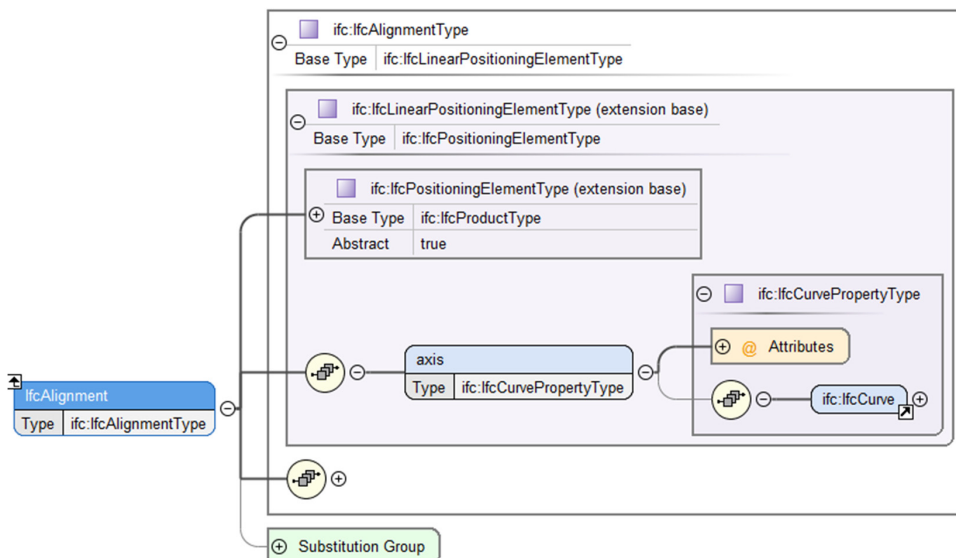 ifc:IfcAlignmentType
Base Type ifc:IfcLinearPositioningElementType
ifc:IfcLinearPositioningElementType (extension base)
Base Type ifc:IfcPositioningElementType
ifc:IfcPositioningElementType (extension base)
Base Type ifc:IfcProductType
Abstract true
ifc:IfcCurvePropertyType
@ Attributes
axis
Type ifc:IfcCurvePropertyType
ifc:IfcCurve
IfcAlignment
Type ifc:IfcAlignmentType
Substitution Group